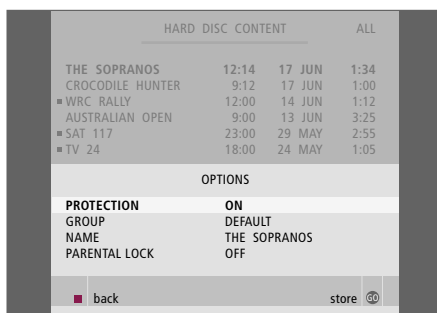 HARD DISC CONTENT ALL
THE SOPRANOS 12:14 17 JUN 1:34
CROCODILE HUNTER 9:12 17 JUN 1:00
WRC RALLY 12:00 14 JUN 1:12
AUSTRALIAN OPEN 9:00 13 JUN 3:25
SAT 117 23:00 29 MAY 2:55
TV 24 18:00 24 MAY 1:05
OPTIONS
PROTECTION ON
GROUP DEFAULT
NAME THE SOPRANOS
PARENTAL LOCK OFF
back store GO